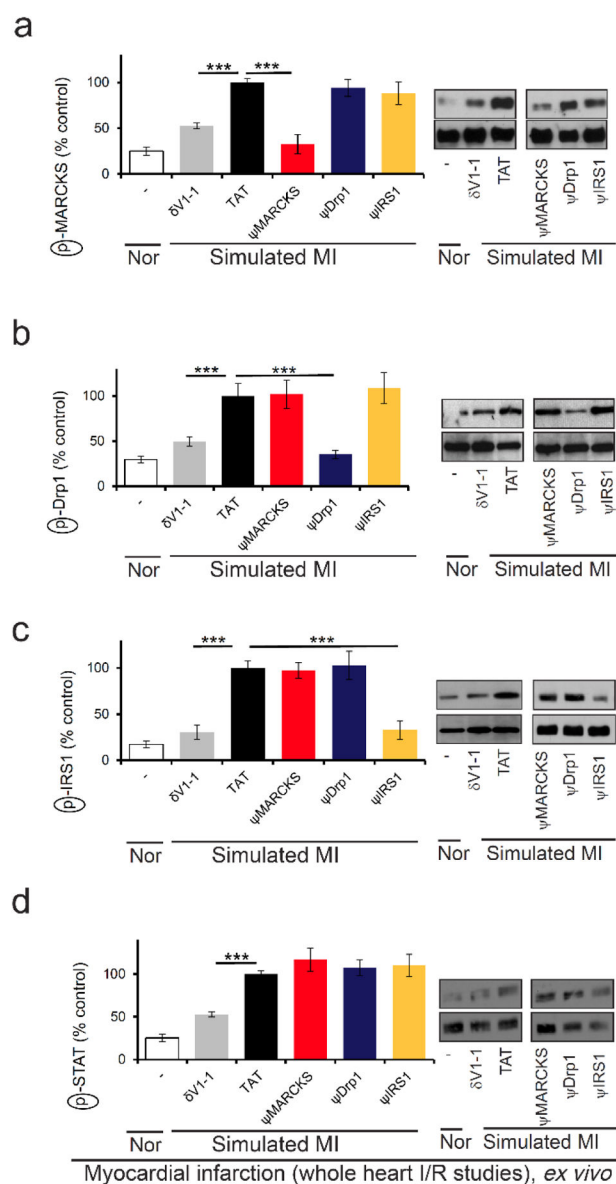 a
***
***
100
50
0
ⓟ-MARCKS (% control)
-
δV1-1
TAT
ψMARCKS
ψDrp1
ψIRS1
Nor
Simulated MI
-
δV1-1
TAT
ψMARCKS
ψDrp1
ψIRS1
Nor
Simulated MI
b
***
***
100
50
0
ⓟ-Drp1 (% control)
-
δV1-1
TAT
ψMARCKS
ψDrp1
ψIRS1
Nor
Simulated MI
-
δV1-1
TAT
ψMARCKS
ψDrp1
ψIRS1
Nor
Simulated MI
c
***
***
100
50
0
ⓟ-IRS1 (% control)
-
δV1-1
TAT
ψMARCKS
ψDrp1
ψIRS1
Nor
Simulated MI
-
δV1-1
TAT
ψMARCKS
ψDrp1
ψIRS1
Nor
Simulated MI
d
***
100
50
0
ⓟ-STAT (% control)
-
δV1-1
TAT
ψMARCKS
ψDrp1
ψIRS1
Nor
Simulated MI
-
δV1-1
TAT
ψMARCKS
ψDrp1
ψIRS1
Nor
Simulated MI
Myocardial infarction (whole heart I/R studies), ex vivo